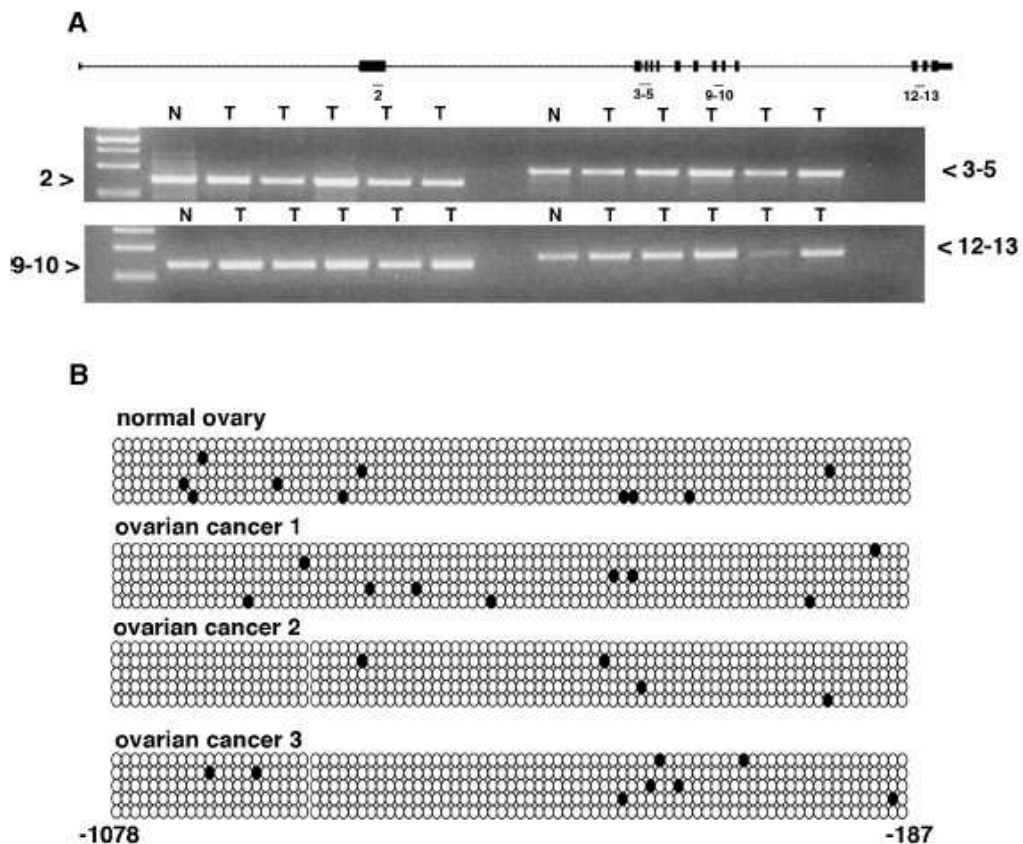 A
2 3-5 9-10 12-13
N T T T T T N T T T T T
2 > < 3-5
N T T T T T N T T T T T
9-10 > < 12-13
B
normal ovary
ovarian cancer 1
ovarian cancer 2
ovarian cancer 3
-1078 -187